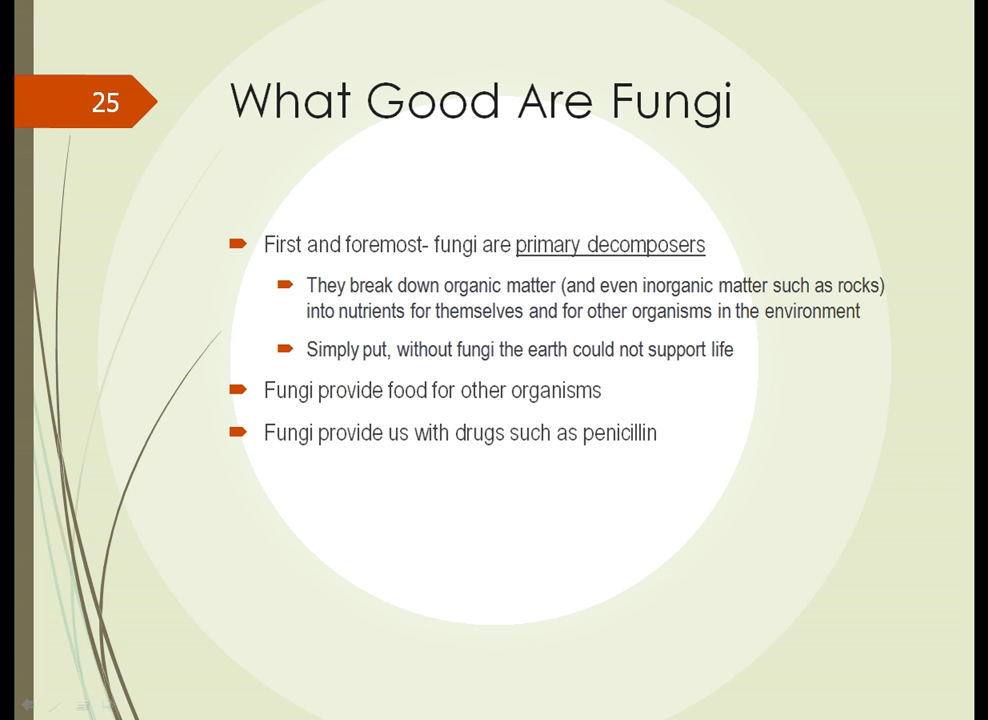 25
What Good Are Fungi
First and foremost- fungi are primary decomposers
They break down organic matter (and even inorganic matter such as rocks)
into nutrients for themselves and for other organisms in the environment
Simply put, without fungi the earth could not support life
Fungi provide food for other organisms
Fungi provide us with drugs such as penicillin